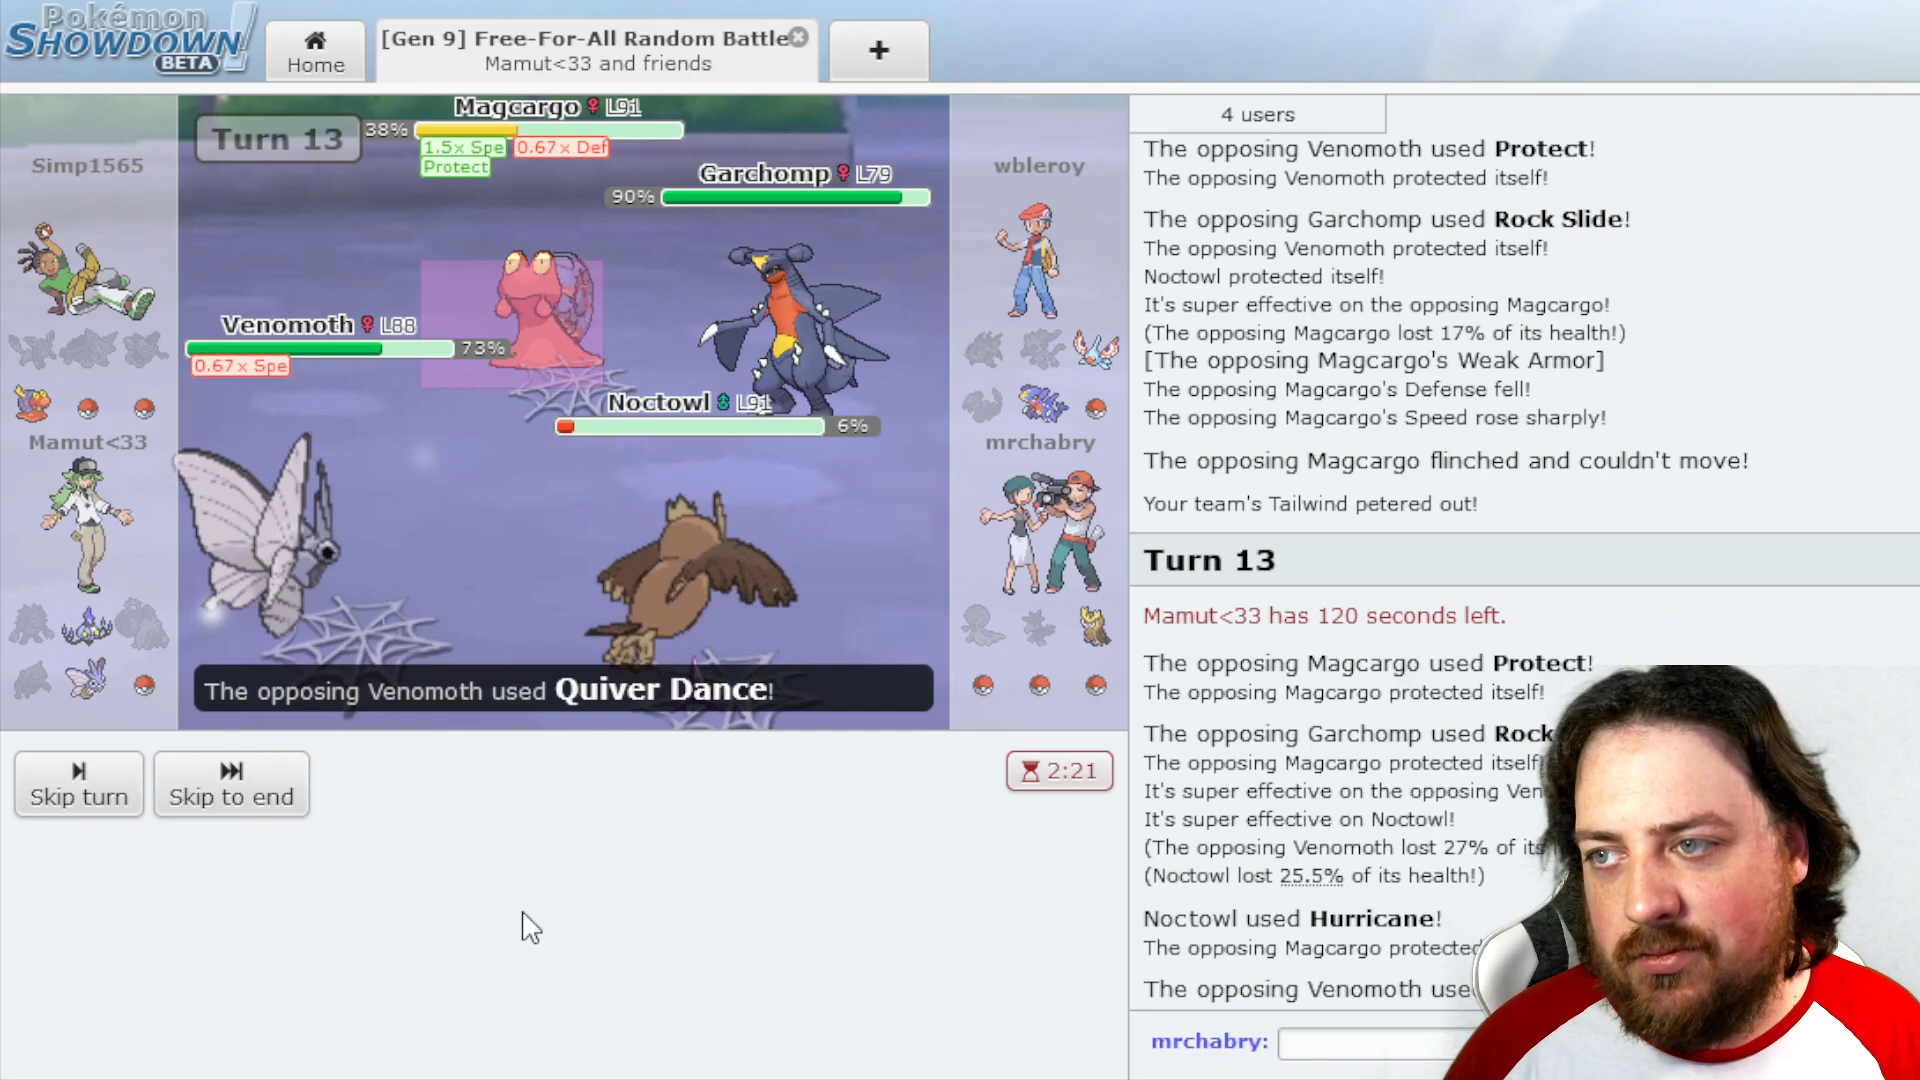 Pokémon
SHOWDOWN!
BETA
Home
[Gen 9] Free-For-All Random Battle
Mamut<33 and friends
+
Turn 13
Magcargo ♀ L91
38%
1.5× Spe 0.67× Def
Protect
Garchomp ♀ L79
90%
Venomoth ♀ L88
73%
0.67× Spe
Noctowl ♂ L91
6%
Simp1565
Mamut<33
wbleroy
mrchabry
The opposing Venomoth used Quiver Dance!
Skip turn
Skip to end
2:21
4 users
The opposing Venomoth used Protect!
The opposing Venomoth protected itself!
The opposing Garchomp used Rock Slide!
The opposing Venomoth protected itself!
Noctowl protected itself!
It's super effective on the opposing Magcargo!
(The opposing Magcargo lost 17% of its health!)
[The opposing Magcargo's Weak Armor]
The opposing Magcargo's Defense fell!
The opposing Magcargo's Speed rose sharply!
The opposing Magcargo flinched and couldn't move!
Your team's Tailwind petered out!
Turn 13
Mamut<33 has 120 seconds left.
The opposing Magcargo used Protect!
The opposing Magcargo protected itself!
The opposing Garchomp used Rock
The opposing Magcargo protected itself!
It's super effective on the opposing Ven
It's super effective on Noctowl!
(The opposing Venomoth lost 27% of its
(Noctowl lost 25.5% of its health!)
Noctowl used Hurricane!
The opposing Magcargo protected
The opposing Venomoth use
mrchabry: